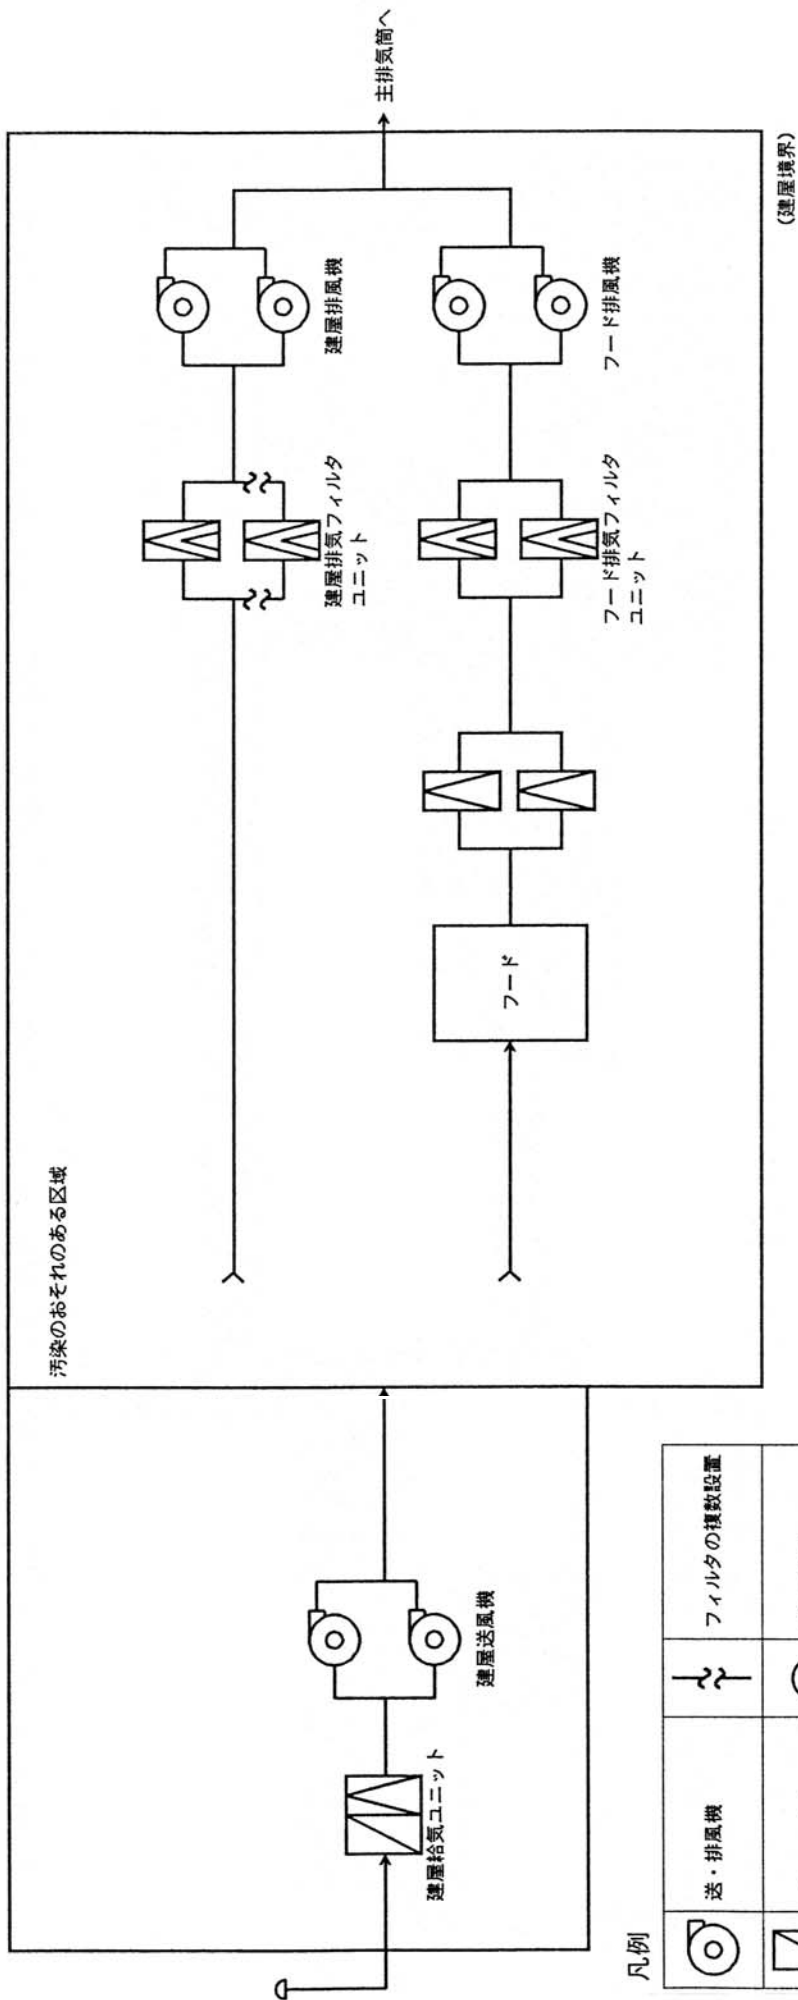 汚染のおそれのある区域
主排気筒へ
建屋排気フィルタ
ユニット
建屋排風機
フード
フード排気フィルタ
ユニット
フード排風機
建屋給気ユニット
建屋送風機
(建屋境界)
凡例
送・排風機
フィルタの複数設置